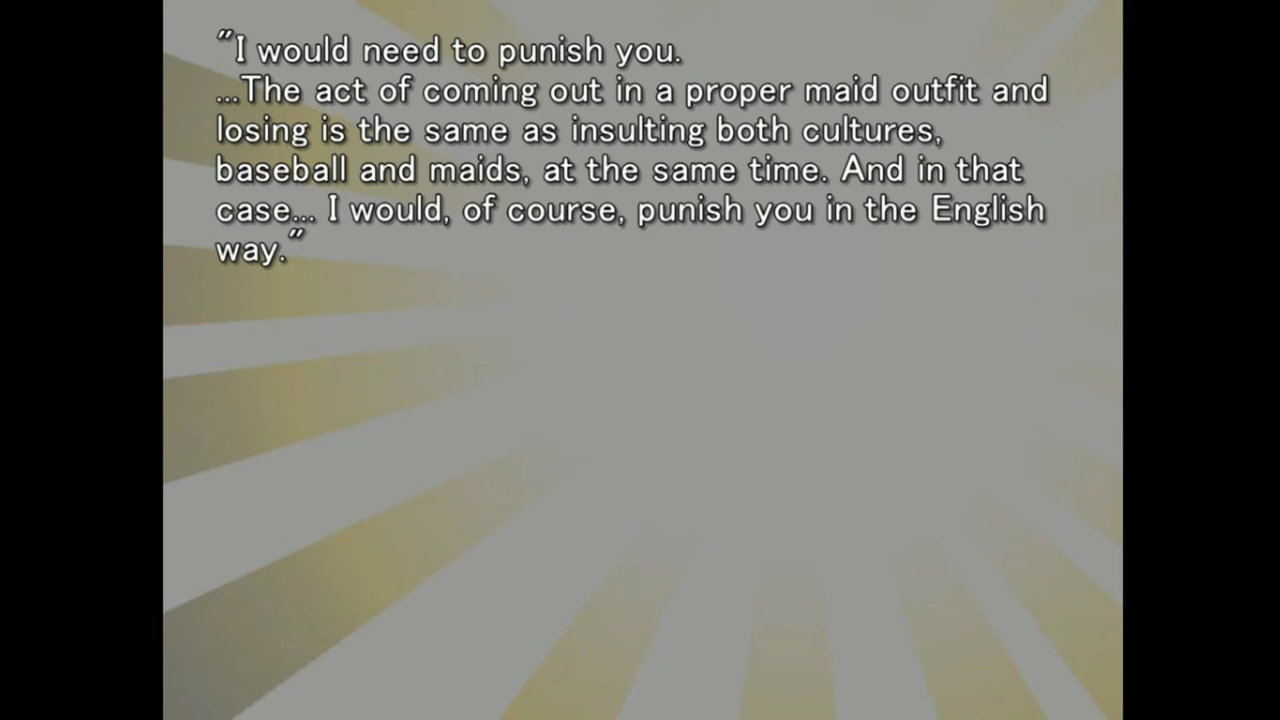 "I would need to punish you.
...The act of coming out in a proper maid outfit and
losing is the same as insulting both cultures,
baseball and maids, at the same time. And in that
case... I would, of course, punish you in the English
way."